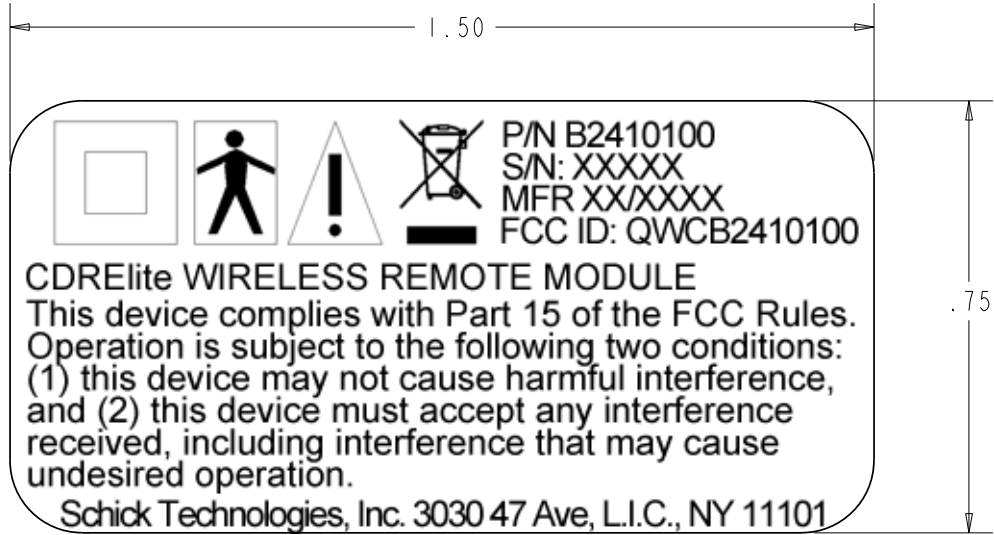 1.50
P/N B2410100
S/N: XXXXX
MFR XX/XXXX
FCC ID: QWCB2410100
.75
CDRElite WIRELESS REMOTE MODULE
This device complies with Part 15 of the FCC Rules.
Operation is subject to the following two conditions:
(1) this device may not cause harmful interference,
and (2) this device must accept any interference
received, including interference that may cause
undesired operation.
Schick Technologies, Inc. 3030 47 Ave, L.I.C., NY 11101